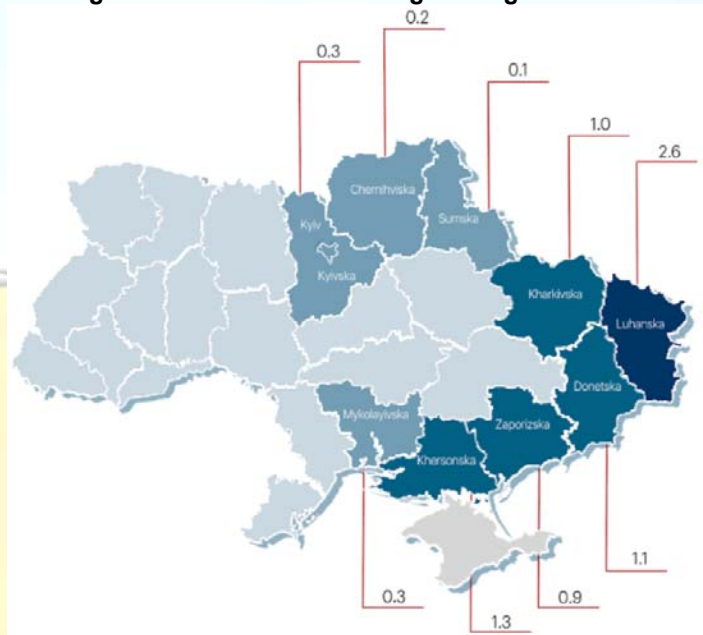 0.2
0.3
0.1
1.0
2.6
Chernihviska
Sumska
Kyiv
Kyivska
Kharkivska
Luhanska
Donetska
Mykolayivska
Zaporizska
Khersonska
1.1
0.3
0.9
1.3